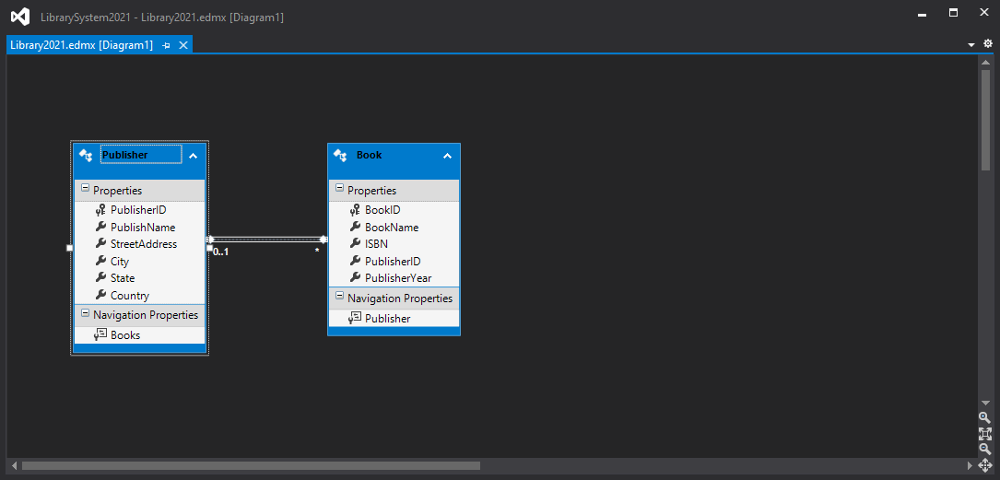 LibrarySystem2021 - Library2021.edmx [Diagram1]
Library2021.edmx [Diagram1]
Publisher
Properties
PublisherID
PublishName
StreetAddress
City
State
Country
Navigation Properties
Books
0..1
*
Book
Properties
BookID
BookName
ISBN
PublisherID
PublisherYear
Navigation Properties
Publisher